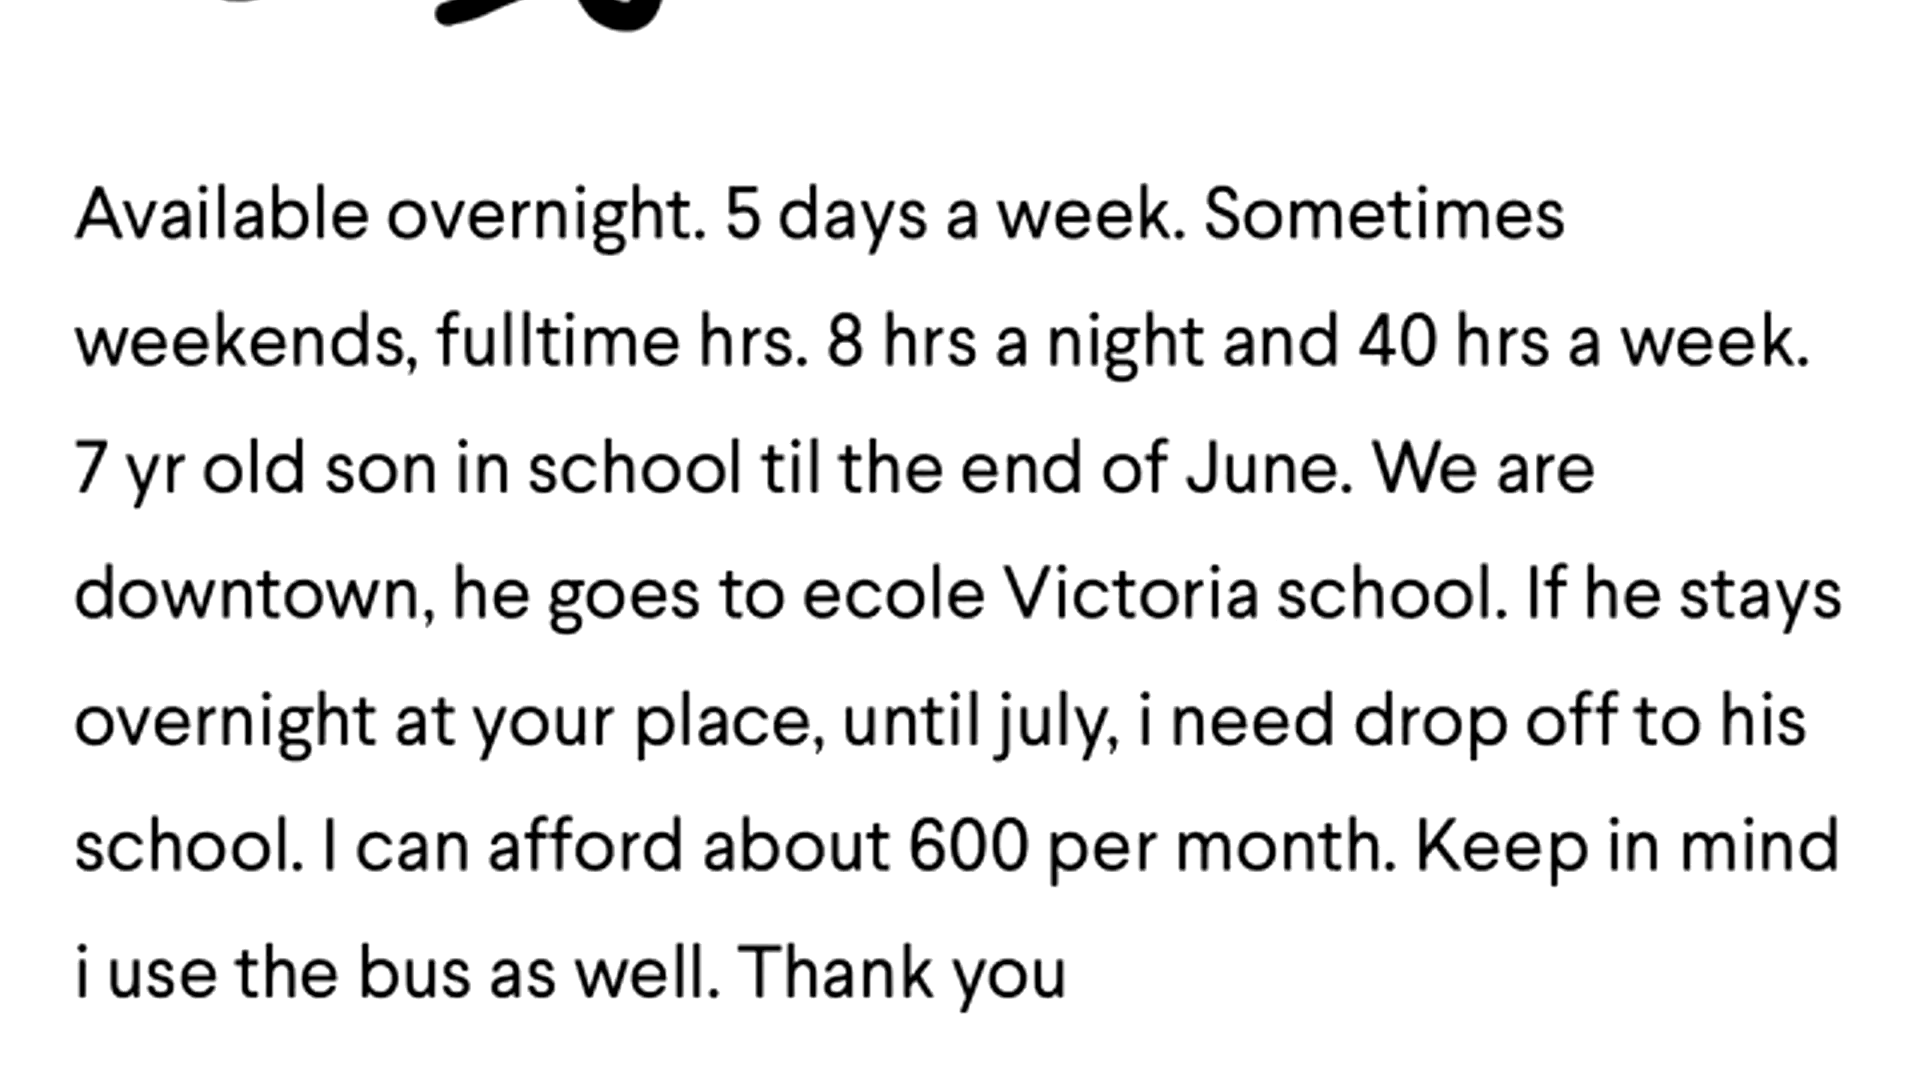 Available overnight. 5 days a week. Sometimes
weekends, fulltime hrs. 8 hrs a night and 40 hrs a week.
7 yr old son in school til the end of June. We are
downtown, he goes to ecole Victoria school. If he stays
overnight at your place, until july, i need drop off to his
school. I can afford about 600 per month. Keep in mind
i use the bus as well. Thank you